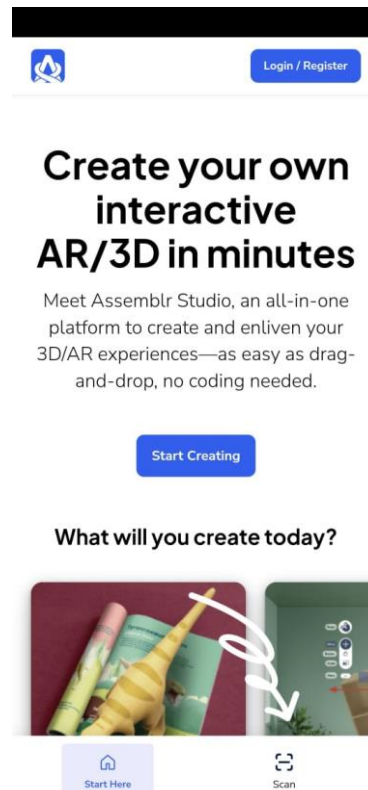 Login / Register
Create your own
interactive
AR/3D in minutes
Meet Assemblr Studio, an all-in-one
platform to create and enliven your
3D/AR experiences—as easy as drag-
and-drop, no coding needed.
Start Creating
What will you create today?
Start Here
Scan